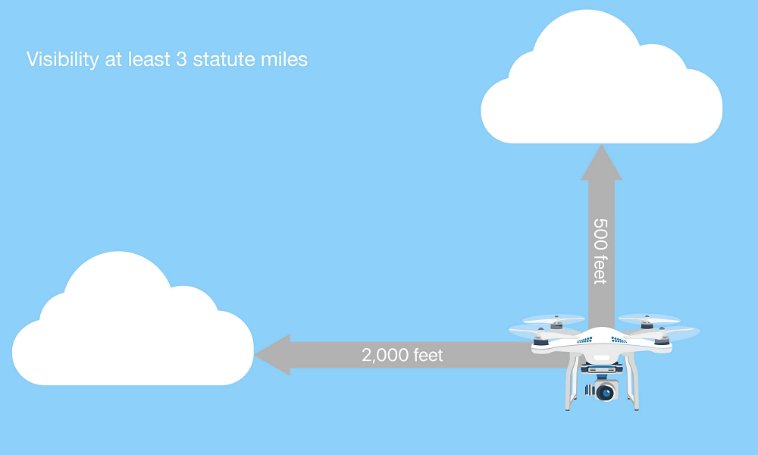 Visibility at least 3 statute miles
500 feet
2,000 feet